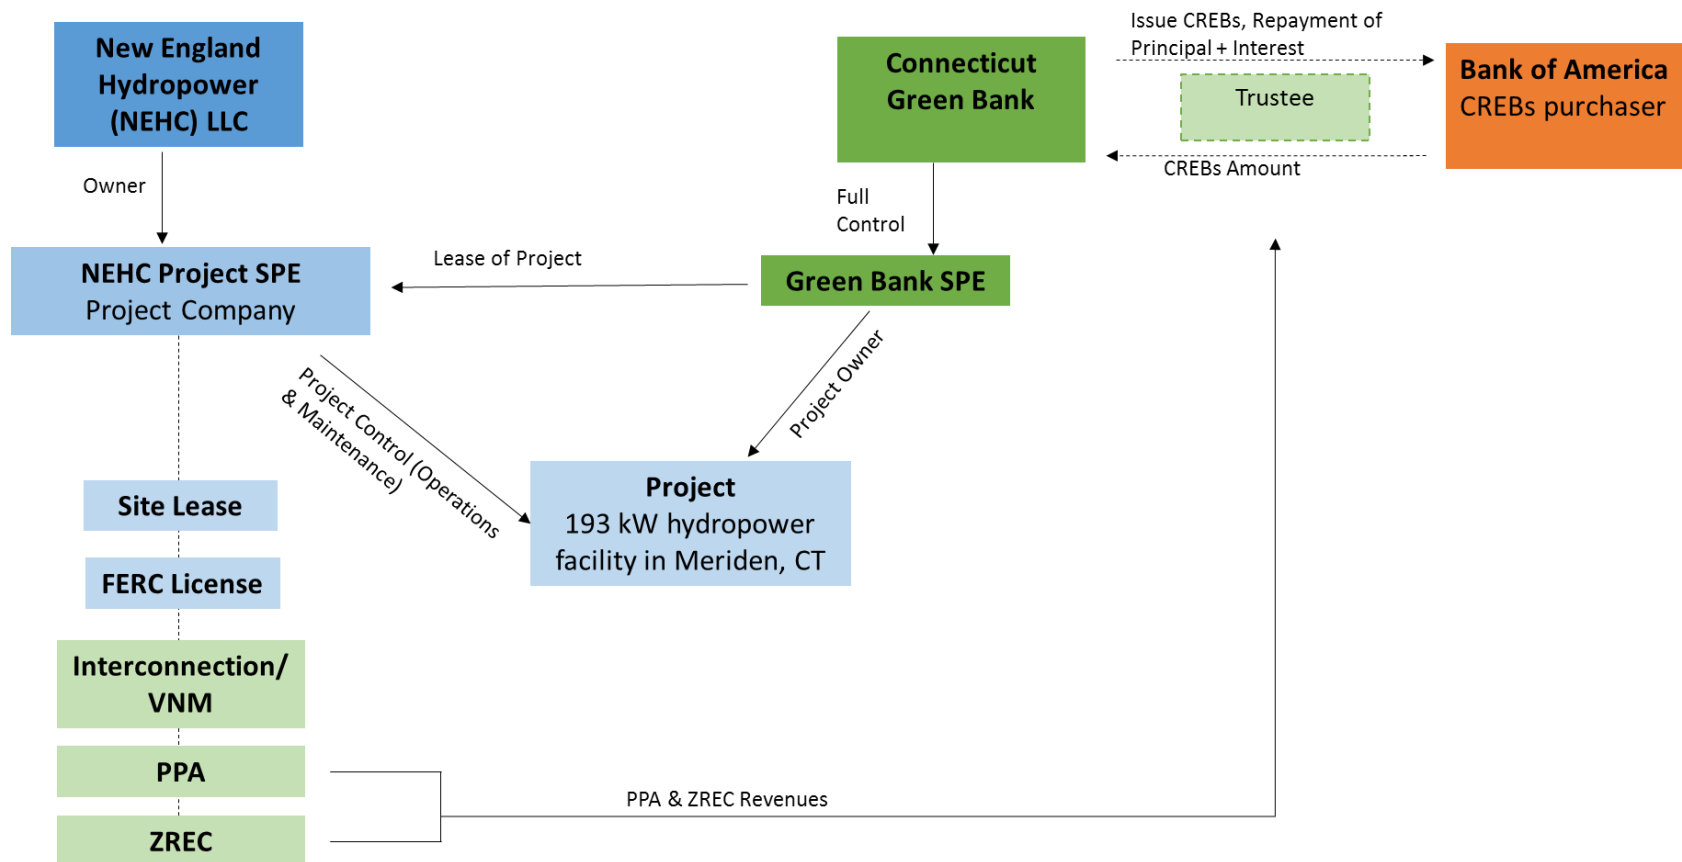 New England
Hydropower
(NEHC) LLC
Connecticut
Green Bank
Issue CREBs, Repayment of
Principal + Interest
Trustee
CREBs Amount
Bank of America
CREBs purchaser
Owner
Full
Control
NEHC Project SPE
Project Company
Lease of Project
Green Bank SPE
Project Control (Operations
& Maintenance)
Project Owner
Project
193 kW hydropower
facility in Meriden, CT
Site Lease
FERC License
Interconnection/
VNM
PPA
ZREC
PPA & ZREC Revenues